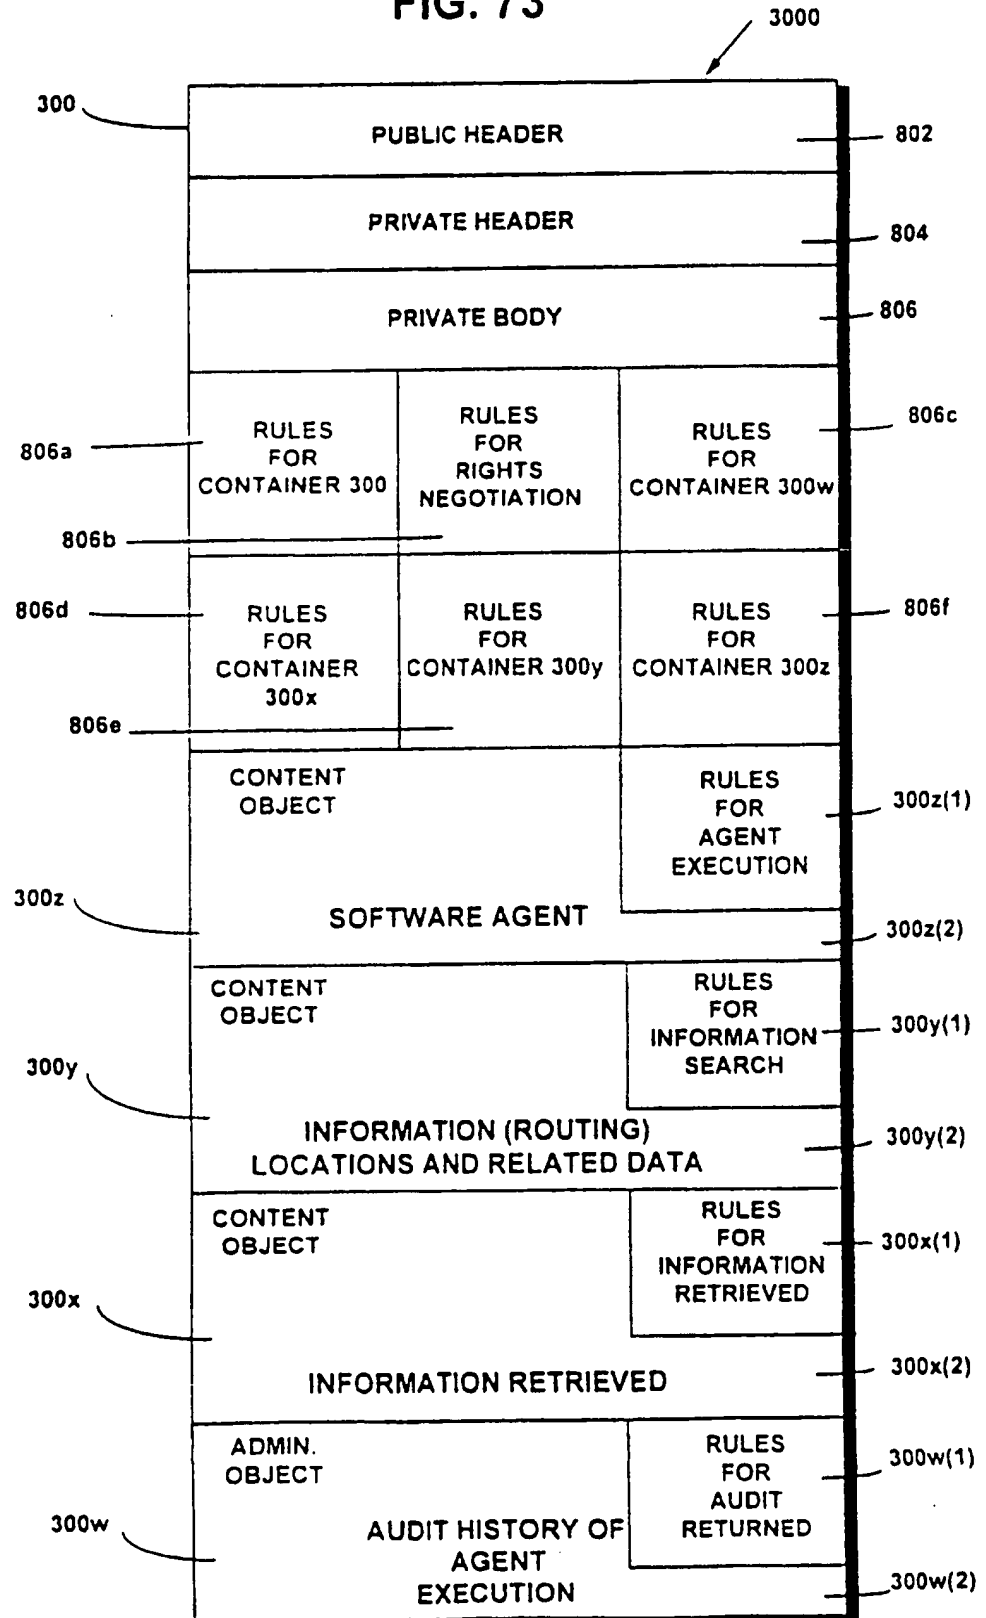 FIG. 73
3000
300
PUBLIC HEADER
802
PRIVATE HEADER
804
PRIVATE BODY
806
806a
RULES
FOR
CONTAINER 300
RULES
FOR
RIGHTS
NEGOTIATION
806b
RULES
FOR
CONTAINER 300w
806c
806d
RULES
FOR
CONTAINER
300x
RULES
FOR
CONTAINER 300y
806e
RULES
FOR
CONTAINER 300z
806f
CONTENT
OBJECT
RULES
FOR
AGENT
EXECUTION
300z(1)
300z
SOFTWARE AGENT
300z(2)
CONTENT
OBJECT
RULES
FOR
INFORMATION
SEARCH
300y(1)
300y
INFORMATION (ROUTING)
LOCATIONS AND RELATED DATA
300y(2)
CONTENT
OBJECT
RULES
FOR
INFORMATION
RETRIEVED
300x(1)
300x
INFORMATION RETRIEVED
300x(2)
ADMIN.
OBJECT
RULES
FOR
AUDIT
RETURNED
300w(1)
300w
AUDIT HISTORY OF
AGENT
EXECUTION
300w(2)